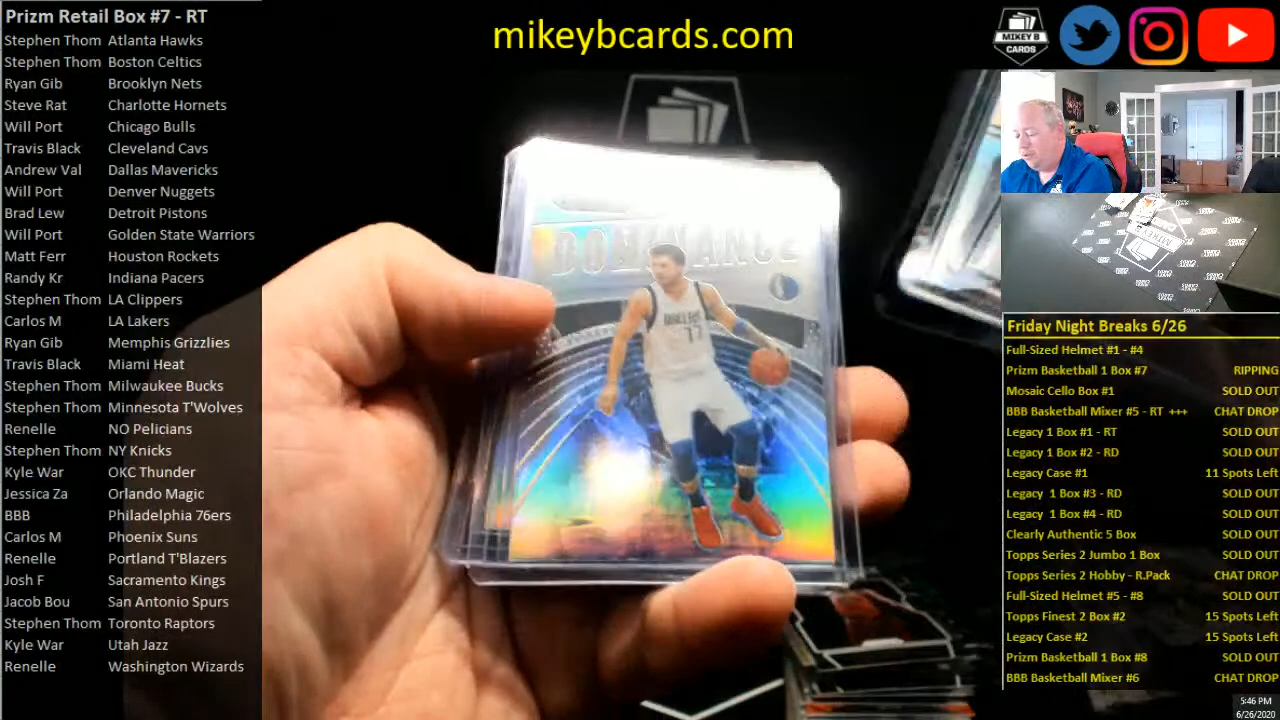 Prizm Retail Box #7 - RT
Stephen Thom Atlanta Hawks
Stephen Thom Boston Celtics
Ryan Gib Brooklyn Nets
Steve Rat Charlotte Hornets
Will Port Chicago Bulls
Travis Black Cleveland Cavs
Andrew Val Dallas Mavericks
Will Port Denver Nuggets
Brad Lew Detroit Pistons
Will Port Golden State Warriors
Matt Ferr Houston Rockets
Randy Kr Indiana Pacers
Stephen Thom LA Clippers
Carlos M LA Lakers
Ryan Gib Memphis Grizzlies
Travis Black Miami Heat
Stephen Thom Milwaukee Bucks
Stephen Thom Minnesota T'Wolves
Renelle NO Pelicians
Stephen Thom NY Knicks
Kyle War OKC Thunder
Jessica Za Orlando Magic
BBB Philadelphia 76ers
Carlos M Phoenix Suns
Renelle Portland T'Blazers
Josh F Sacramento Kings
Jacob Bou San Antonio Spurs
Stephen Thom Toronto Raptors
Kyle War Utah Jazz
Renelle Washington Wizards
mikeybcards.com
MIKEY B
CARDS
DOMINANCE
77
Friday Night Breaks 6/26
Full-Sized Helmet #1 - #4
Prizm Basketball 1 Box #7 RIPPING
Mosaic Cello Box #1 SOLD OUT
BBB Basketball Mixer #5 - RT +++ CHAT DROP
Legacy 1 Box #1 - RT SOLD OUT
Legacy 1 Box #2 - RD SOLD OUT
Legacy Case #1 11 Spots Left
Legacy 1 Box #3 - RD SOLD OUT
Legacy 1 Box #4 - RD SOLD OUT
Clearly Authentic 5 Box SOLD OUT
Topps Series 2 Jumbo 1 Box SOLD OUT
Topps Series 2 Hobby - R.Pack CHAT DROP
Full-Sized Helmet #5 - #8 SOLD OUT
Topps Finest 2 Box #2 15 Spots Left
Legacy Case #2 15 Spots Left
Prizm Basketball 1 Box #8 SOLD OUT
BBB Basketball Mixer #6 CHAT DROP
5:46 PM
6/26/2020